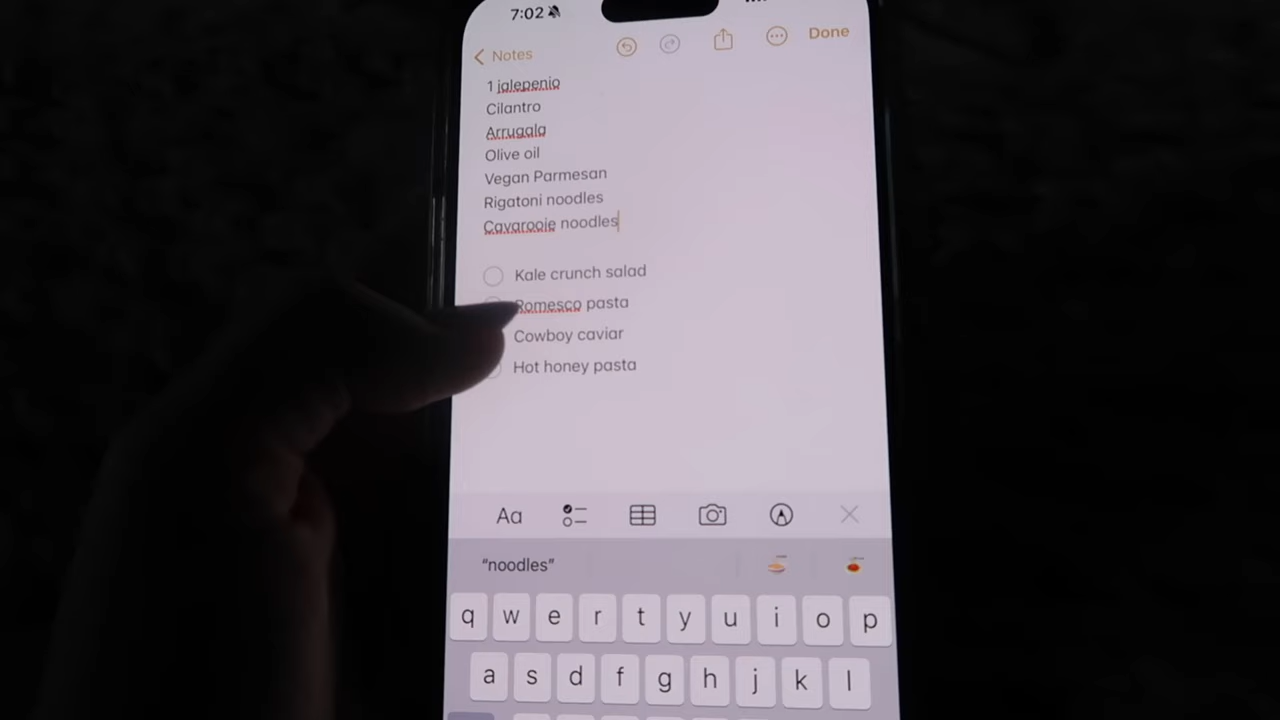 7:02
Notes
Done
1 jalepenio
Cilantro
Arrugala
Olive oil
Vegan Parmesan
Rigatoni noodles
Cavarooie noodles
Kale crunch salad
Romesco pasta
Cowboy caviar
Hot honey pasta
Aa
“noodles”
q w e r t y u i o p
a s d f g h j k l